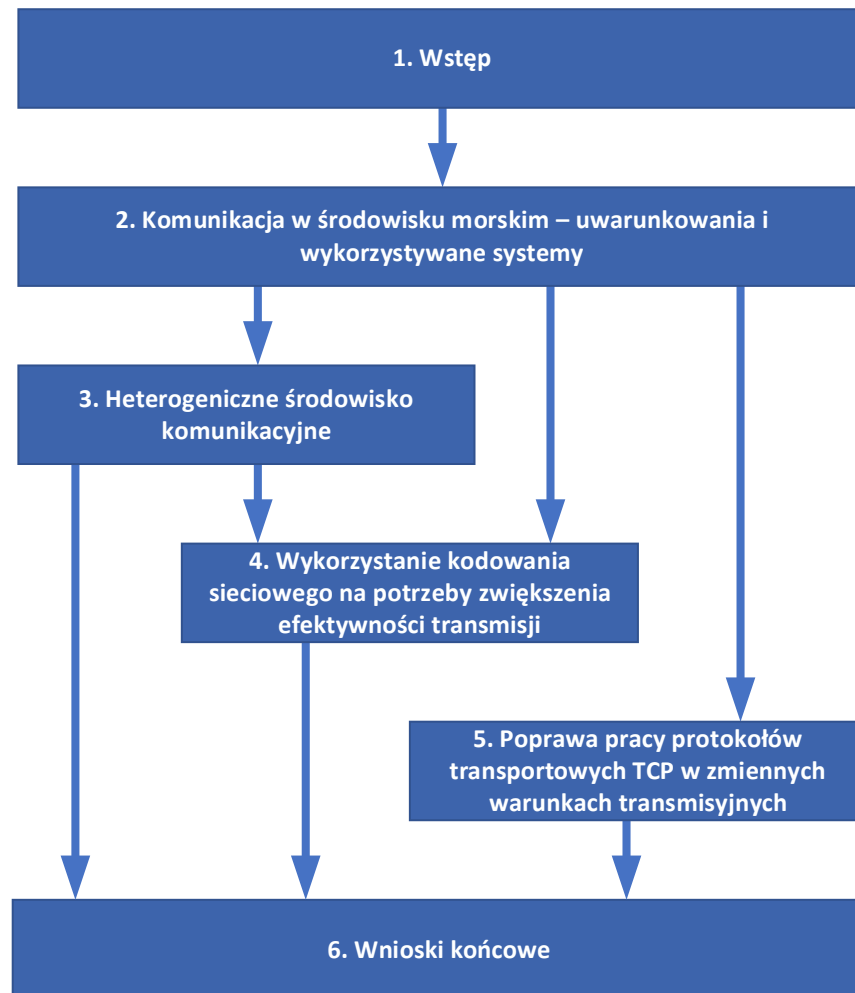 1. Wstęp
2. Komunikacja w środowisku morskim – uwarunkowania i
wykorzystywane systemy
3. Heterogeniczne środowisko
komunikacyjne
4. Wykorzystanie kodowania
sieciowego na potrzeby zwiększenia
efektywności transmisji
5. Poprawa pracy protokołów
transportowych TCP w zmiennych
warunkach transmisyjnych
6. Wnioski końcowe